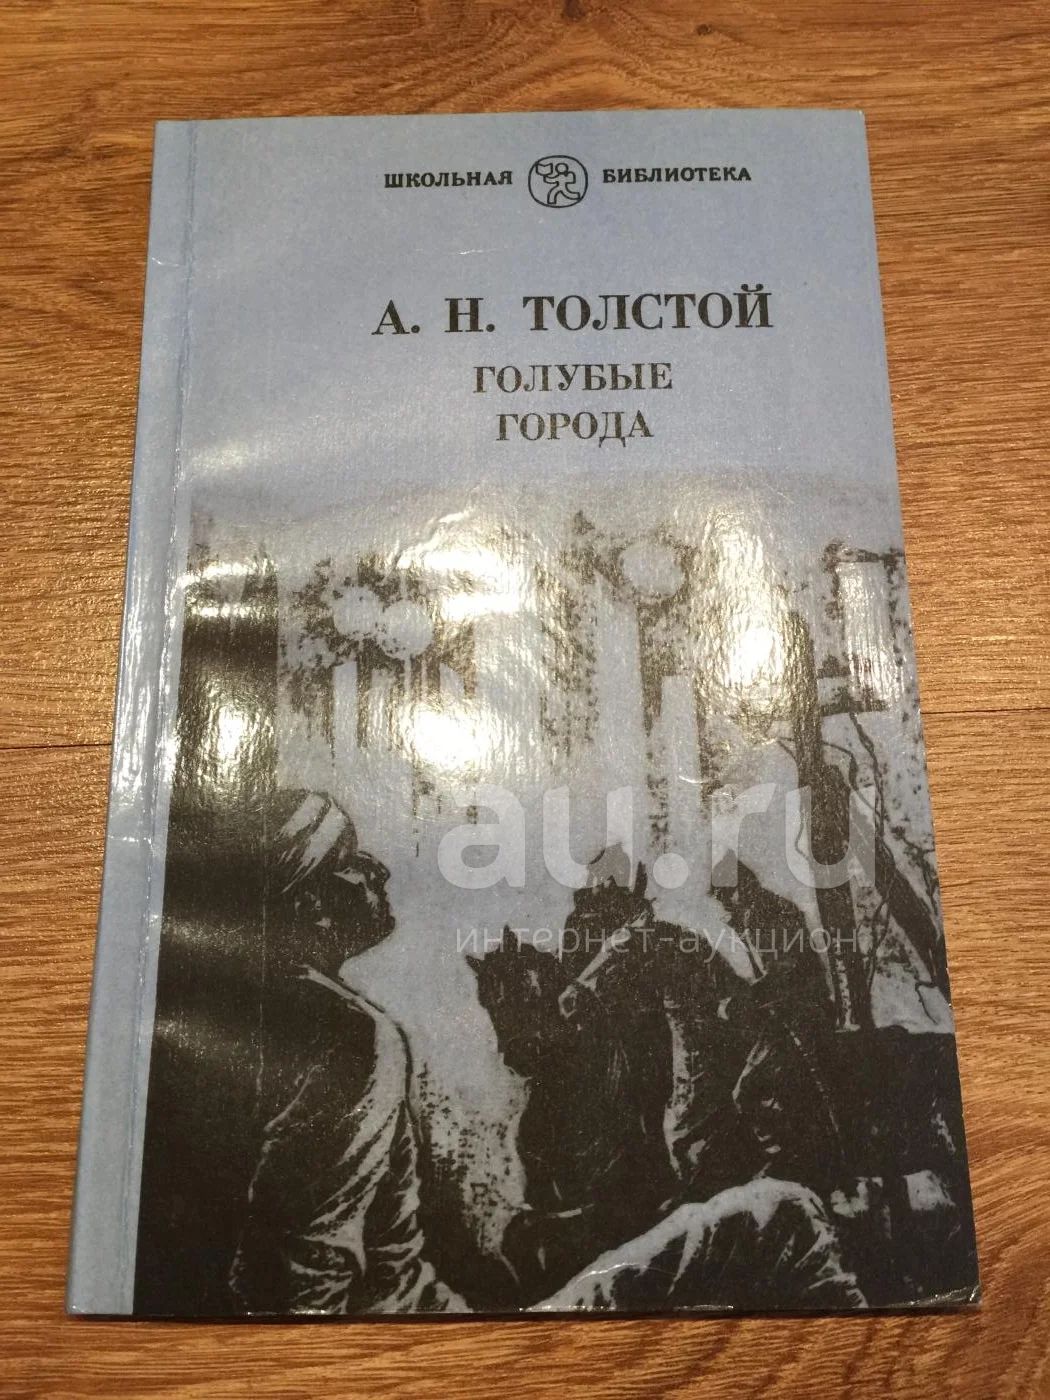 ШКОЛЬНАЯ БИБЛИОТЕКА
А. Н. ТОЛСТОЙ
ГОЛУБЫЕ
ГОРОДА
au.ru
интернет-аукцион